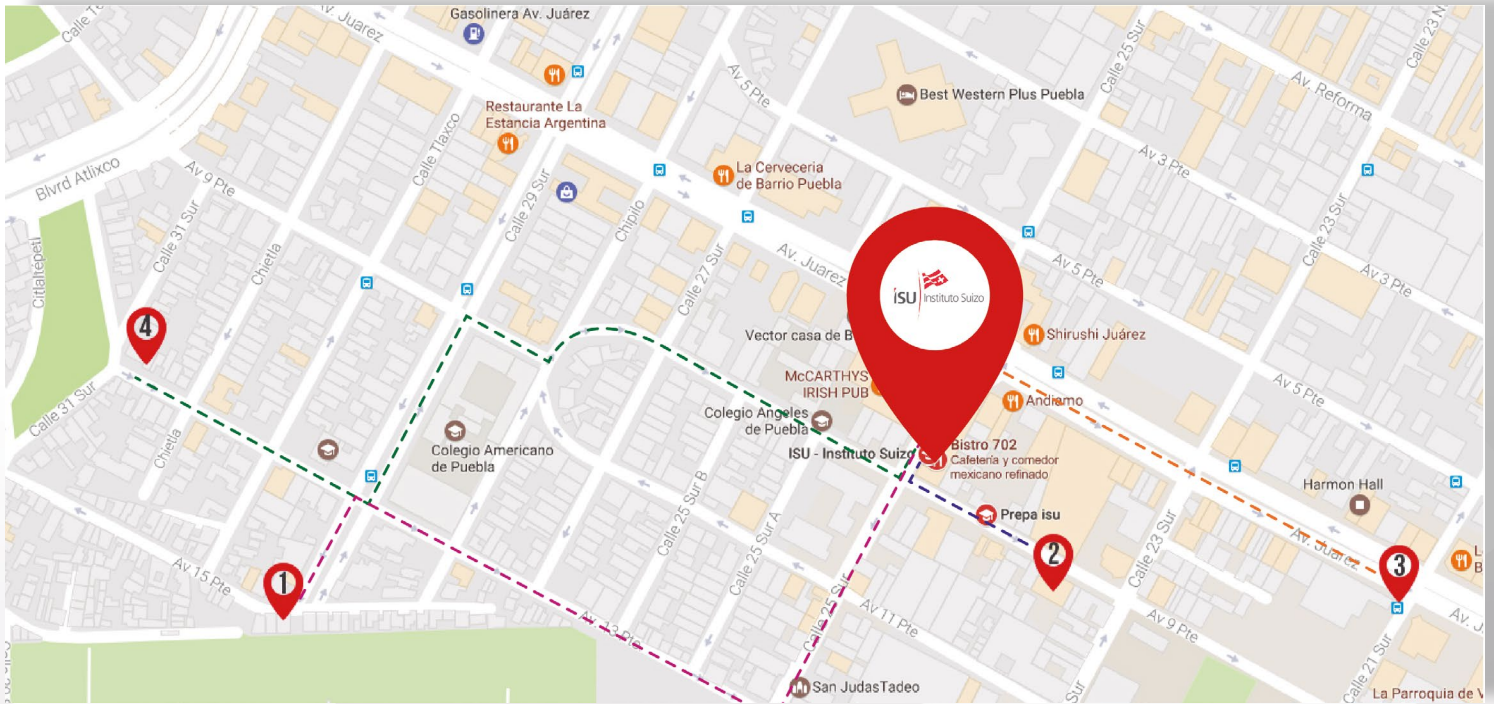 Gasolinera Av. Juárez
Av. Juarez
Calle 23 N
Calle 25 Sur
Av. Reforma
Av 5 Pte
Best Western Plus Puebla
Restaurante La
Estancia Argentina
Calle Tlaxco
Av 3 Pte
La Cerveceria
de Barrio Puebla
Blvrd Atlixco
Av 9 Pte
Calle 29 Sur
Chipilo
Calle 23 Sur
Calle 31 Sur
Chietla
Calle 27 Sur
Av. Juarez
Av 5 Pte
Av 3 Pte
Citlaltépetl
ISU Instituto Suizo
4
Vector casa de B
Shirushi Juárez
McCARTHYS
IRISH PUB
Andiamo
Av 5 Pte
Calle 31 Sur
Chietla
Colegio Angeles
de Puebla
Colegio Americano
de Puebla
ISU - Instituto Suizo
Bistro 702
Cafetería y comedor
mexicano refinado
Calle 25 Sur B
Harmon Hall
Prepa isu
Calle 25 Sur A
Av. Juarez
2
3
1
Av 15 Pte
Calle 23 Sur
Av 13 Pte
Calle 25 Sur
Av 11 Pte
Av 9 Pte
Av. J
San JudasTadeo
Sur
Calle 21 Sur
La Parroquia de V